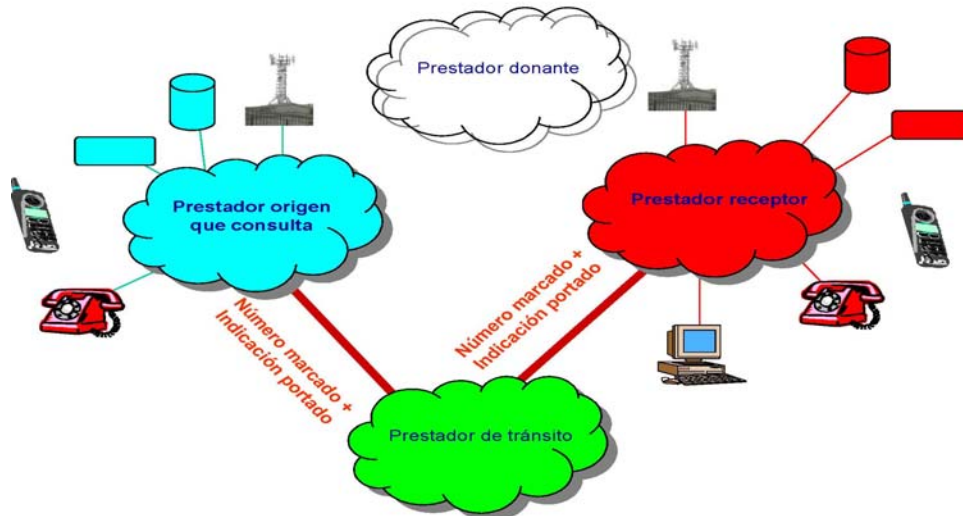 Prestador donante
Prestador origen
que consulta
Prestador receptor
Número marcado +
Indicación portado
Número marcado +
Indicación portado
Prestador de tránsito